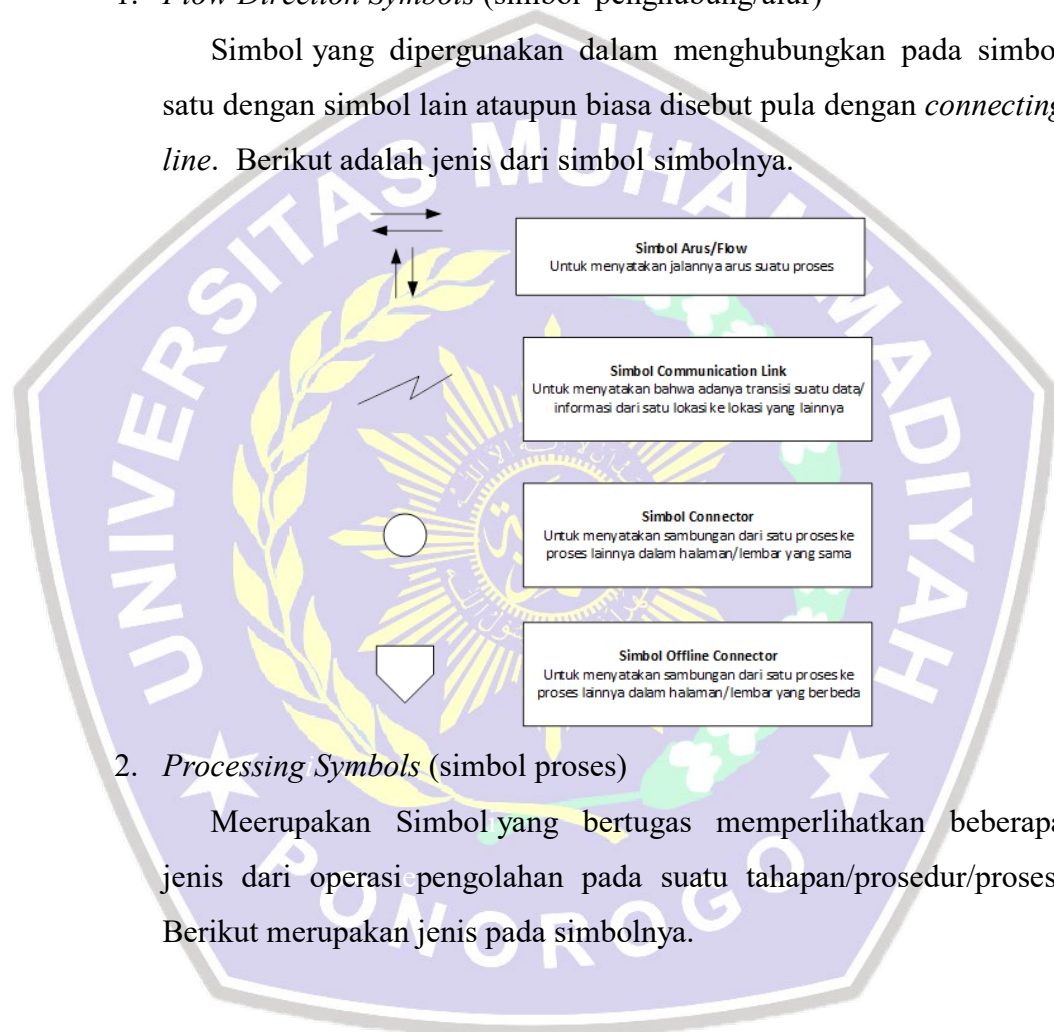 1. Flow Direction Symbols (simbol penghubung/alur)
Simbol yang dipergunakan dalam menghubungkan pada simbol
satu dengan simbol lain ataupun biasa disebut pula dengan connecting
line. Berikut adalah jenis dari simbol simbolnya.
Simbol Arus/Flow
Untuk menyatakan jalannya arus suatu proses
Simbol Communication Link
Untuk menyatakan bahwa adanya transisi suatu data/
informasi dari satu lokasi ke lokasi yang lainnya
Simbol Connector
Untuk menyatakan sambungan dari satu proses ke
proses lainnya dalam halaman/lembar yang sama
Simbol Offline Connector
Untuk menyatakan sambungan dari satu proses ke
proses lainnya dalam halaman/lembar yang berbeda
2. Processing Symbols (simbol proses)
Meerupakan Simbol yang bertugas memperlihatkan beberapa
jenis dari operasi pengolahan pada suatu tahapan/prosedur/proses
Berikut merupakan jenis pada simbolnya.
UNIVERSITAS MUHAMMADIYAH
PONOROGO